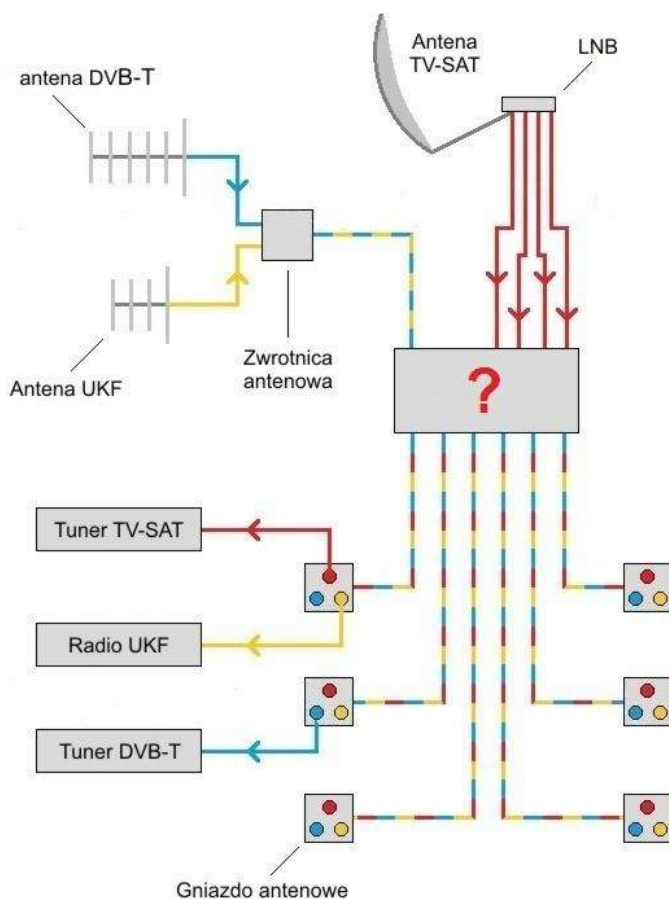 Antena
TV-SAT
LNB
antena DVB-T
Zwrotnica
antenowa
Antena UKF
?
Tuner TV-SAT
Radio UKF
Tuner DVB-T
Gniazdo antenowe